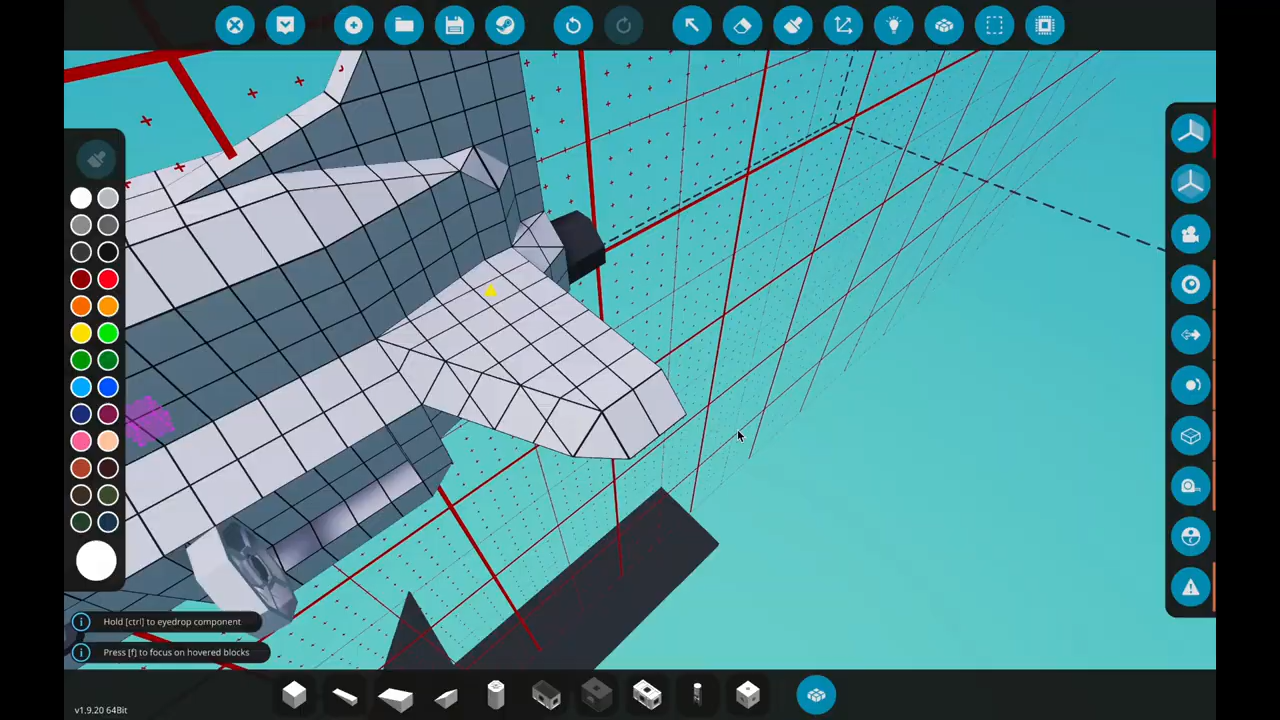 Hold [ctrl] to eyedrop component
Press [f] to focus on hovered blocks
v1.9.20 64Bit